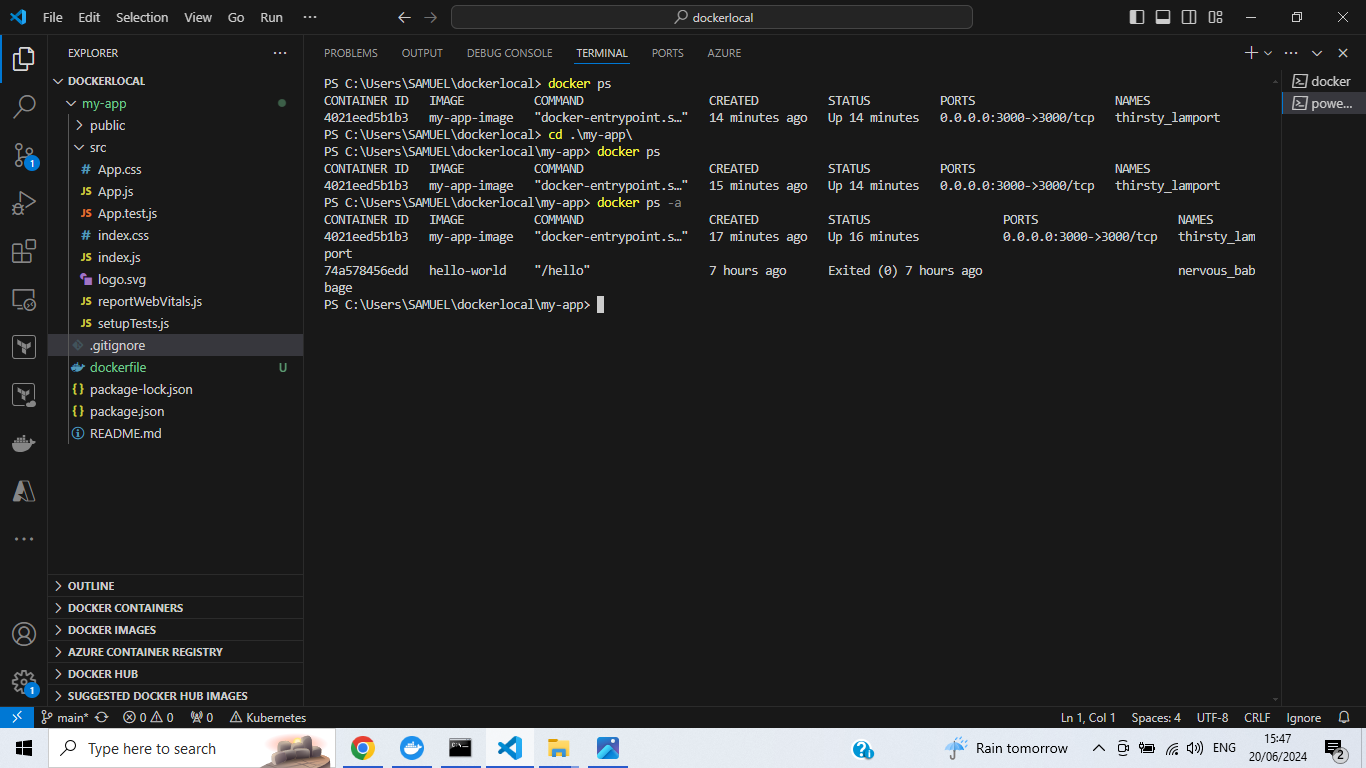 File Edit Selection View Go Run ···
dockerlocal
EXPLORER ···
DOCKERLOCAL
my-app
public
src
# App.css
JS App.js
JS App.test.js
# index.css
JS index.js
logo.svg
JS reportWebVitals.js
JS setupTests.js
.gitignore
dockerfile U
{} package-lock.json
{} package.json
README.md
OUTLINE
DOCKER CONTAINERS
DOCKER IMAGES
AZURE CONTAINER REGISTRY
DOCKER HUB
SUGGESTED DOCKER HUB IMAGES
1
1
PROBLEMS OUTPUT DEBUG CONSOLE TERMINAL PORTS AZURE
PS C:\Users\SAMUEL\dockerlocal> docker ps
CONTAINER ID IMAGE COMMAND CREATED STATUS PORTS NAMES
4021eed5b1b3 my-app-image "docker-entrypoint.s…" 14 minutes ago Up 14 minutes 0.0.0.0:3000->3000/tcp thirsty_lamport
PS C:\Users\SAMUEL\dockerlocal> cd .\my-app\
PS C:\Users\SAMUEL\dockerlocal\my-app> docker ps
CONTAINER ID IMAGE COMMAND CREATED STATUS PORTS NAMES
4021eed5b1b3 my-app-image "docker-entrypoint.s…" 15 minutes ago Up 14 minutes 0.0.0.0:3000->3000/tcp thirsty_lamport
PS C:\Users\SAMUEL\dockerlocal\my-app> docker ps -a
CONTAINER ID IMAGE COMMAND CREATED STATUS PORTS NAMES
4021eed5b1b3 my-app-image "docker-entrypoint.s…" 17 minutes ago Up 16 minutes 0.0.0.0:3000->3000/tcp thirsty_lam
port
74a578456edd hello-world "/hello" 7 hours ago Exited (0) 7 hours ago nervous_bab
bage
PS C:\Users\SAMUEL\dockerlocal\my-app>
docker
powe...
main* 0 0 0 Kubernetes
Ln 1, Col 1 Spaces: 4 UTF-8 CRLF Ignore
Type here to search
Rain tomorrow
ENG
15:47
20/06/2024
2